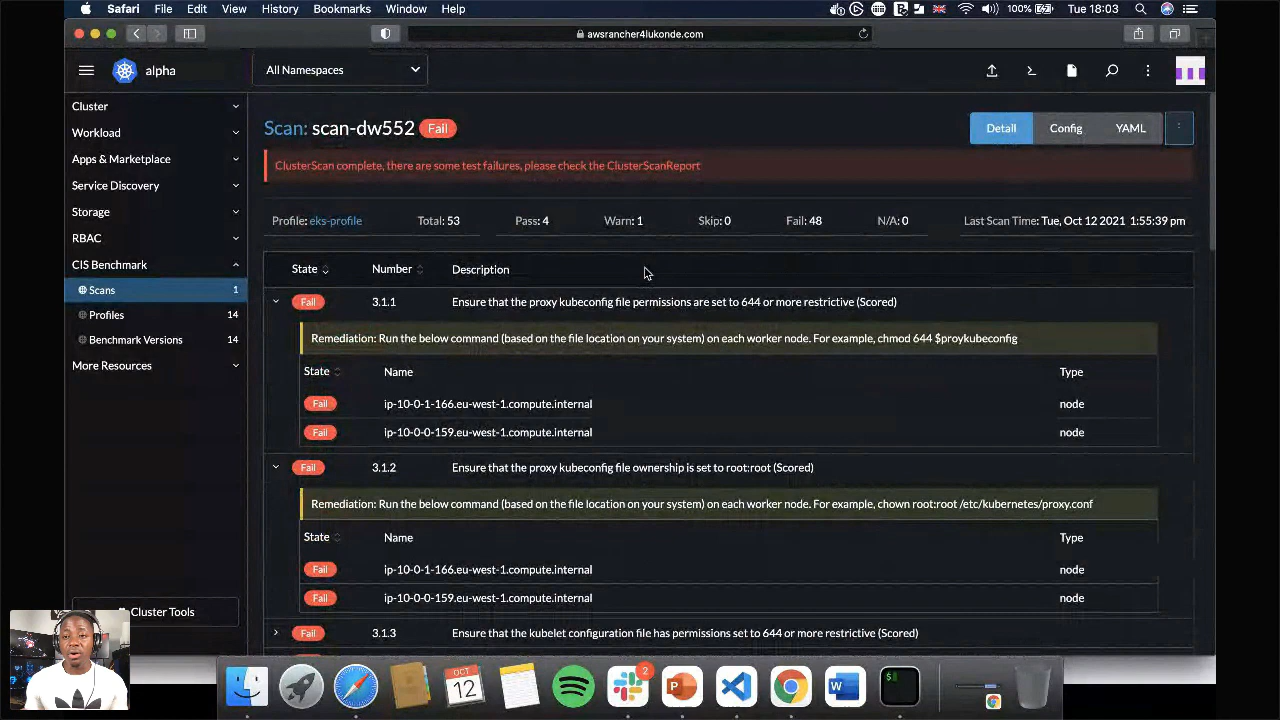 Safari File Edit View History Bookmarks Window Help 100% Tue 18:03
awsrancher4lukonde.com
alpha All Namespaces
Cluster
Workload
Apps & Marketplace
Service Discovery
Storage
RBAC
CIS Benchmark
Scans 1
Profiles 14
Benchmark Versions 14
More Resources
Cluster Tools
Scan: scan-dw552 Fail Detail Config YAML
ClusterScan complete, there are some test failures, please check the ClusterScanReport
Profile: eks-profile Total: 53 Pass: 4 Warn: 1 Skip: 0 Fail: 48 N/A: 0 Last Scan Time: Tue, Oct 12 2021 1:55:39 pm
State Number Description
Fail 3.1.1 Ensure that the proxy kubeconfig file permissions are set to 644 or more restrictive (Scored)
Remediation: Run the below command (based on the file location on your system) on each worker node. For example, chmod 644 $proykubeconfig
State Name Type
Fail ip-10-0-1-166.eu-west-1.compute.internal node
Fail ip-10-0-0-159.eu-west-1.compute.internal node
Fail 3.1.2 Ensure that the proxy kubeconfig file ownership is set to root:root (Scored)
Remediation: Run the below command (based on the file location on your system) on each worker node. For example, chown root:root /etc/kubernetes/proxy.conf
State Name Type
Fail ip-10-0-1-166.eu-west-1.compute.internal node
Fail ip-10-0-0-159.eu-west-1.compute.internal node
Fail 3.1.3 Ensure that the kubelet configuration file has permissions set to 644 or more restrictive (Scored)
OCT
12
2
P
W
$